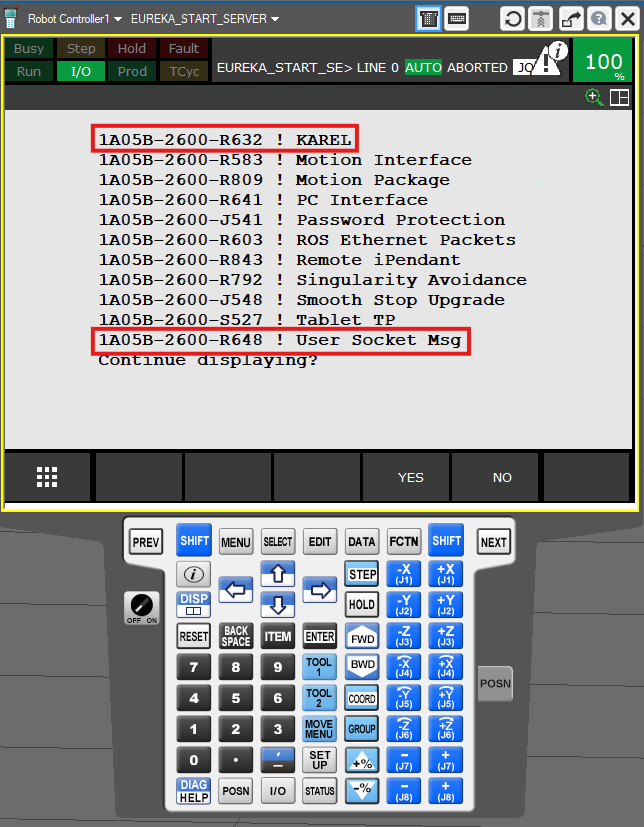 Robot Controller1 EUREKA_START_SERVER
Busy Step Hold Fault
Run I/O Prod TCyc
EUREKA_START_SE> LINE 0 AUTO ABORTED
100
%
1A05B-2600-R632 ! KAREL
1A05B-2600-R583 ! Motion Interface
1A05B-2600-R809 ! Motion Package
1A05B-2600-R641 ! PC Interface
1A05B-2600-J541 ! Password Protection
1A05B-2600-R603 ! ROS Ethernet Packets
1A05B-2600-R843 ! Remote iPendant
1A05B-2600-R792 ! Singularity Avoidance
1A05B-2600-J548 ! Smooth Stop Upgrade
1A05B-2600-S527 ! Tablet TP
1A05B-2600-R648 ! User Socket Msg
Continue displaying?
YES NO
PREV SHIFT MENU SELECT EDIT DATA FCTN SHIFT NEXT
i STEP -X (J1) +X (J1)
DISP HOLD -Y (J2) +Y (J2)
OFF ON
RESET BACK SPACE ITEM ENTER FWD -Z (J3) +Z (J3)
7 8 9 TOOL 1 BWD -X (J4) +X (J4)
POSN
4 5 6 TOOL 2 COORD -Y (J5) +Y (J5)
1 2 3 MOVE MENU GROUP -Z (J6) +Z (J6)
0 . , – SET UP +% – (J7) + (J7)
DIAG HELP POSN I/O STATUS -% – (J8) + (J8)